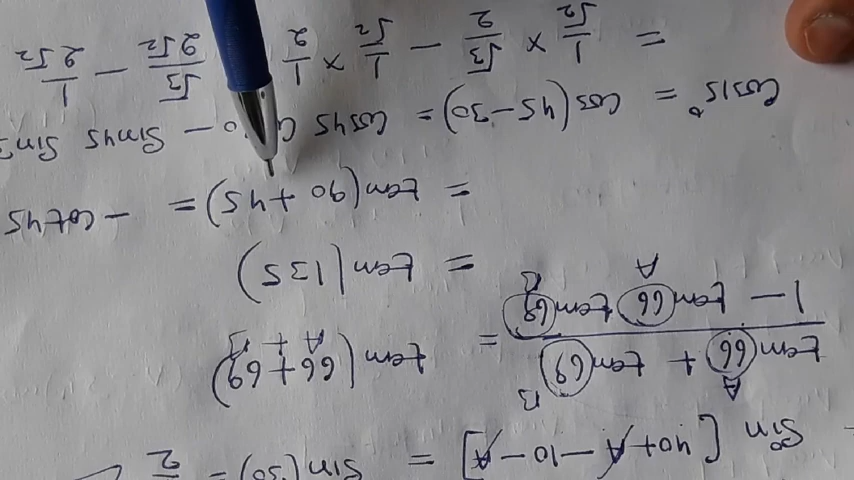 Sin [40+A - 10 - A] = Sin(30) = 1/2
(tan 66 + tan 69) / (1 - tan 66 tan 69) = tan(66+69)
A B
A B
A + B
= tan(135)
= tan(90+45) = - cot45
Cos15° = Cos(45-30) = Cos45 - Sin45 Sin3
= 1/√2 × √3/2 - 1/√2 × 1/2 √3/2√2 - 1/2√2